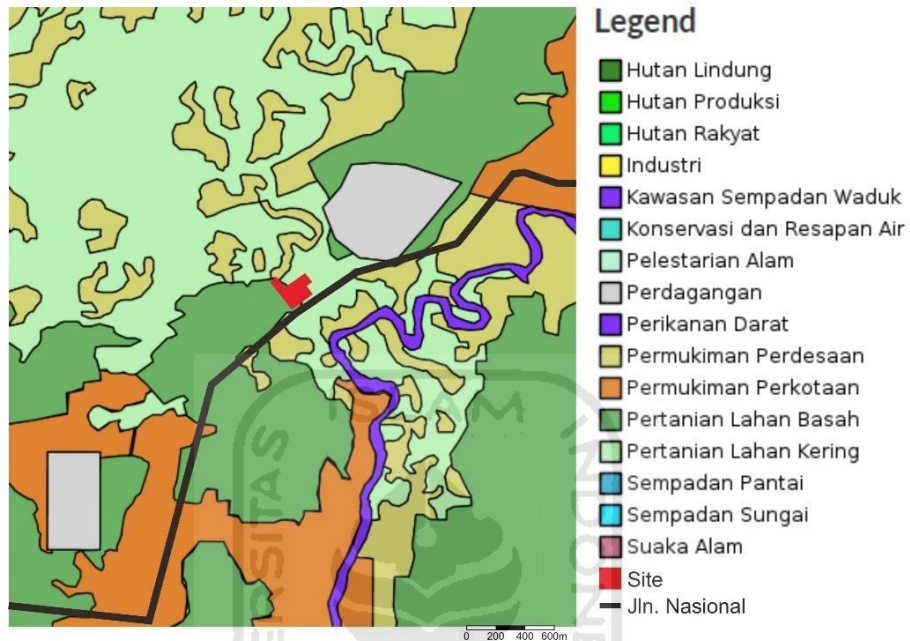 Legend
Hutan Lindung
Hutan Produksi
Hutan Rakyat
Industri
Kawasan Sempadan Waduk
Konservasi dan Resapan Air
Pelestarian Alam
Perdagangan
Perikanan Darat
Permukiman Perdesaan
Permukiman Perkotaan
Pertanian Lahan Basah
Pertanian Lahan Kering
Sempadan Pantai
Sempadan Sungai
Suaka Alam
Site
Jln. Nasional
0 200 400 600m
ISLAM